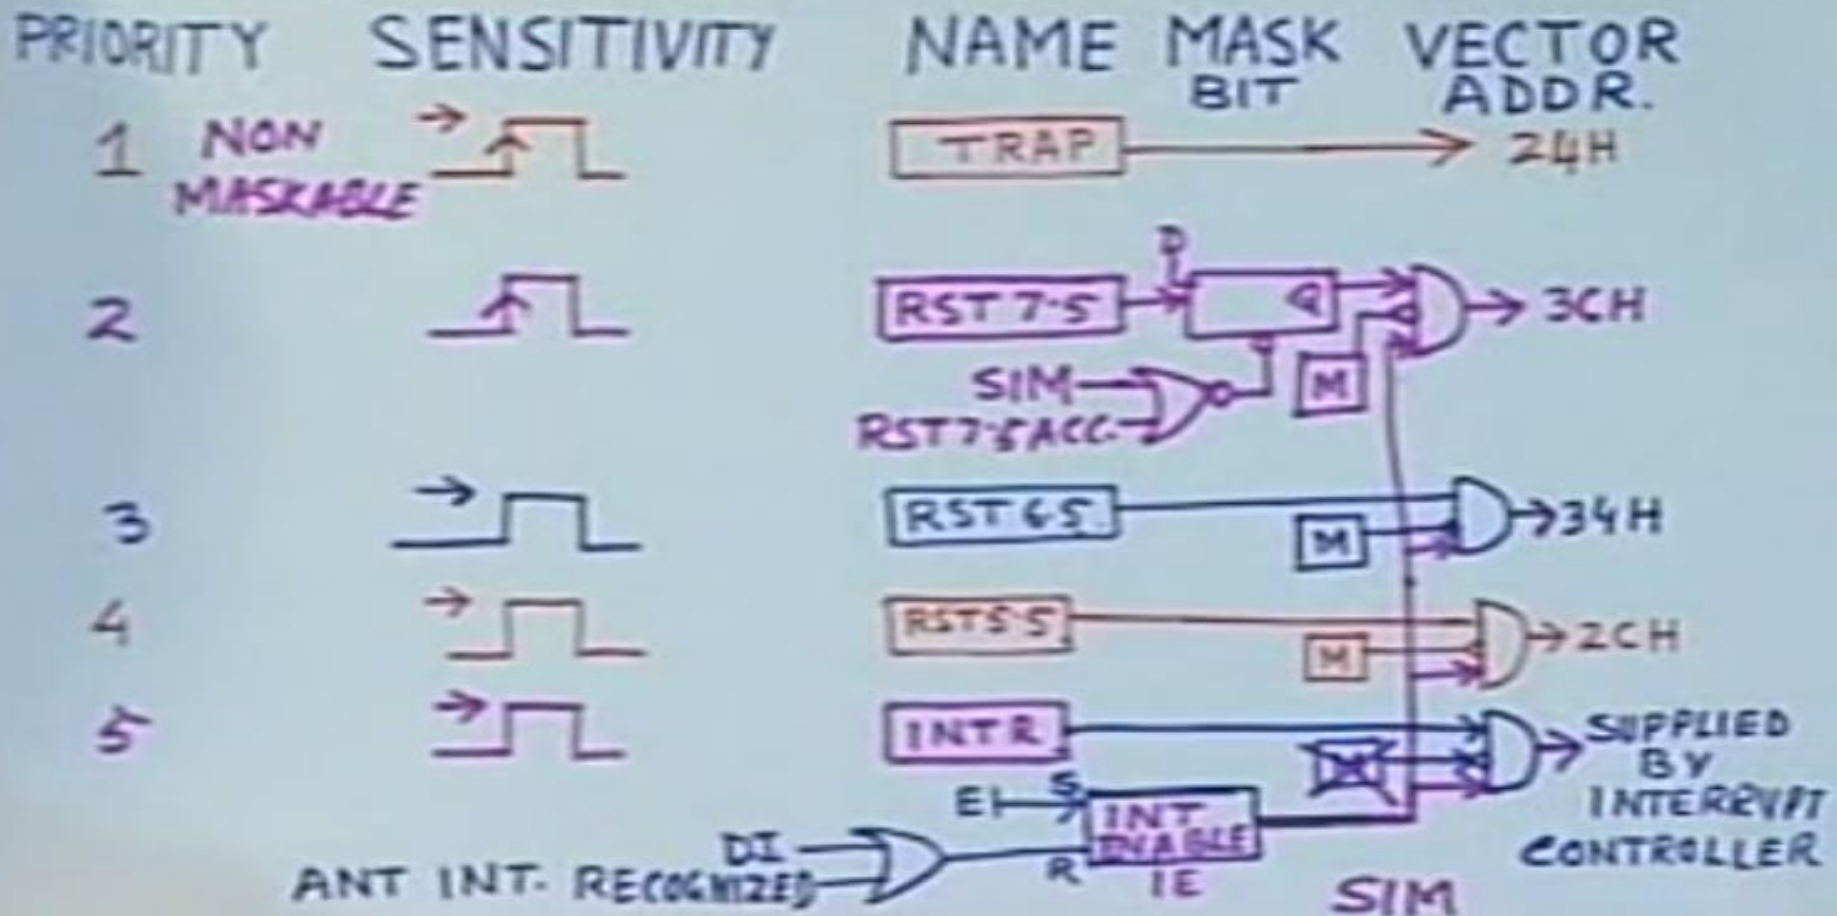 PRIORITY SENSITIVITY NAME MASK BIT VECTOR ADDR.
1 NON MASKABLE TRAP 24H
D
2 RST 7.5 Q 3CH
SIM M
RST 7.5 ACC.
3 RST 6.5 M 34H
4 RST 5.5 M 2CH
5 INTR M SUPPLIED BY INTERRUPT CONTROLLER
EI S INT ENABLE
DI R IE
ANT INT. RECOGNIZED
SIM